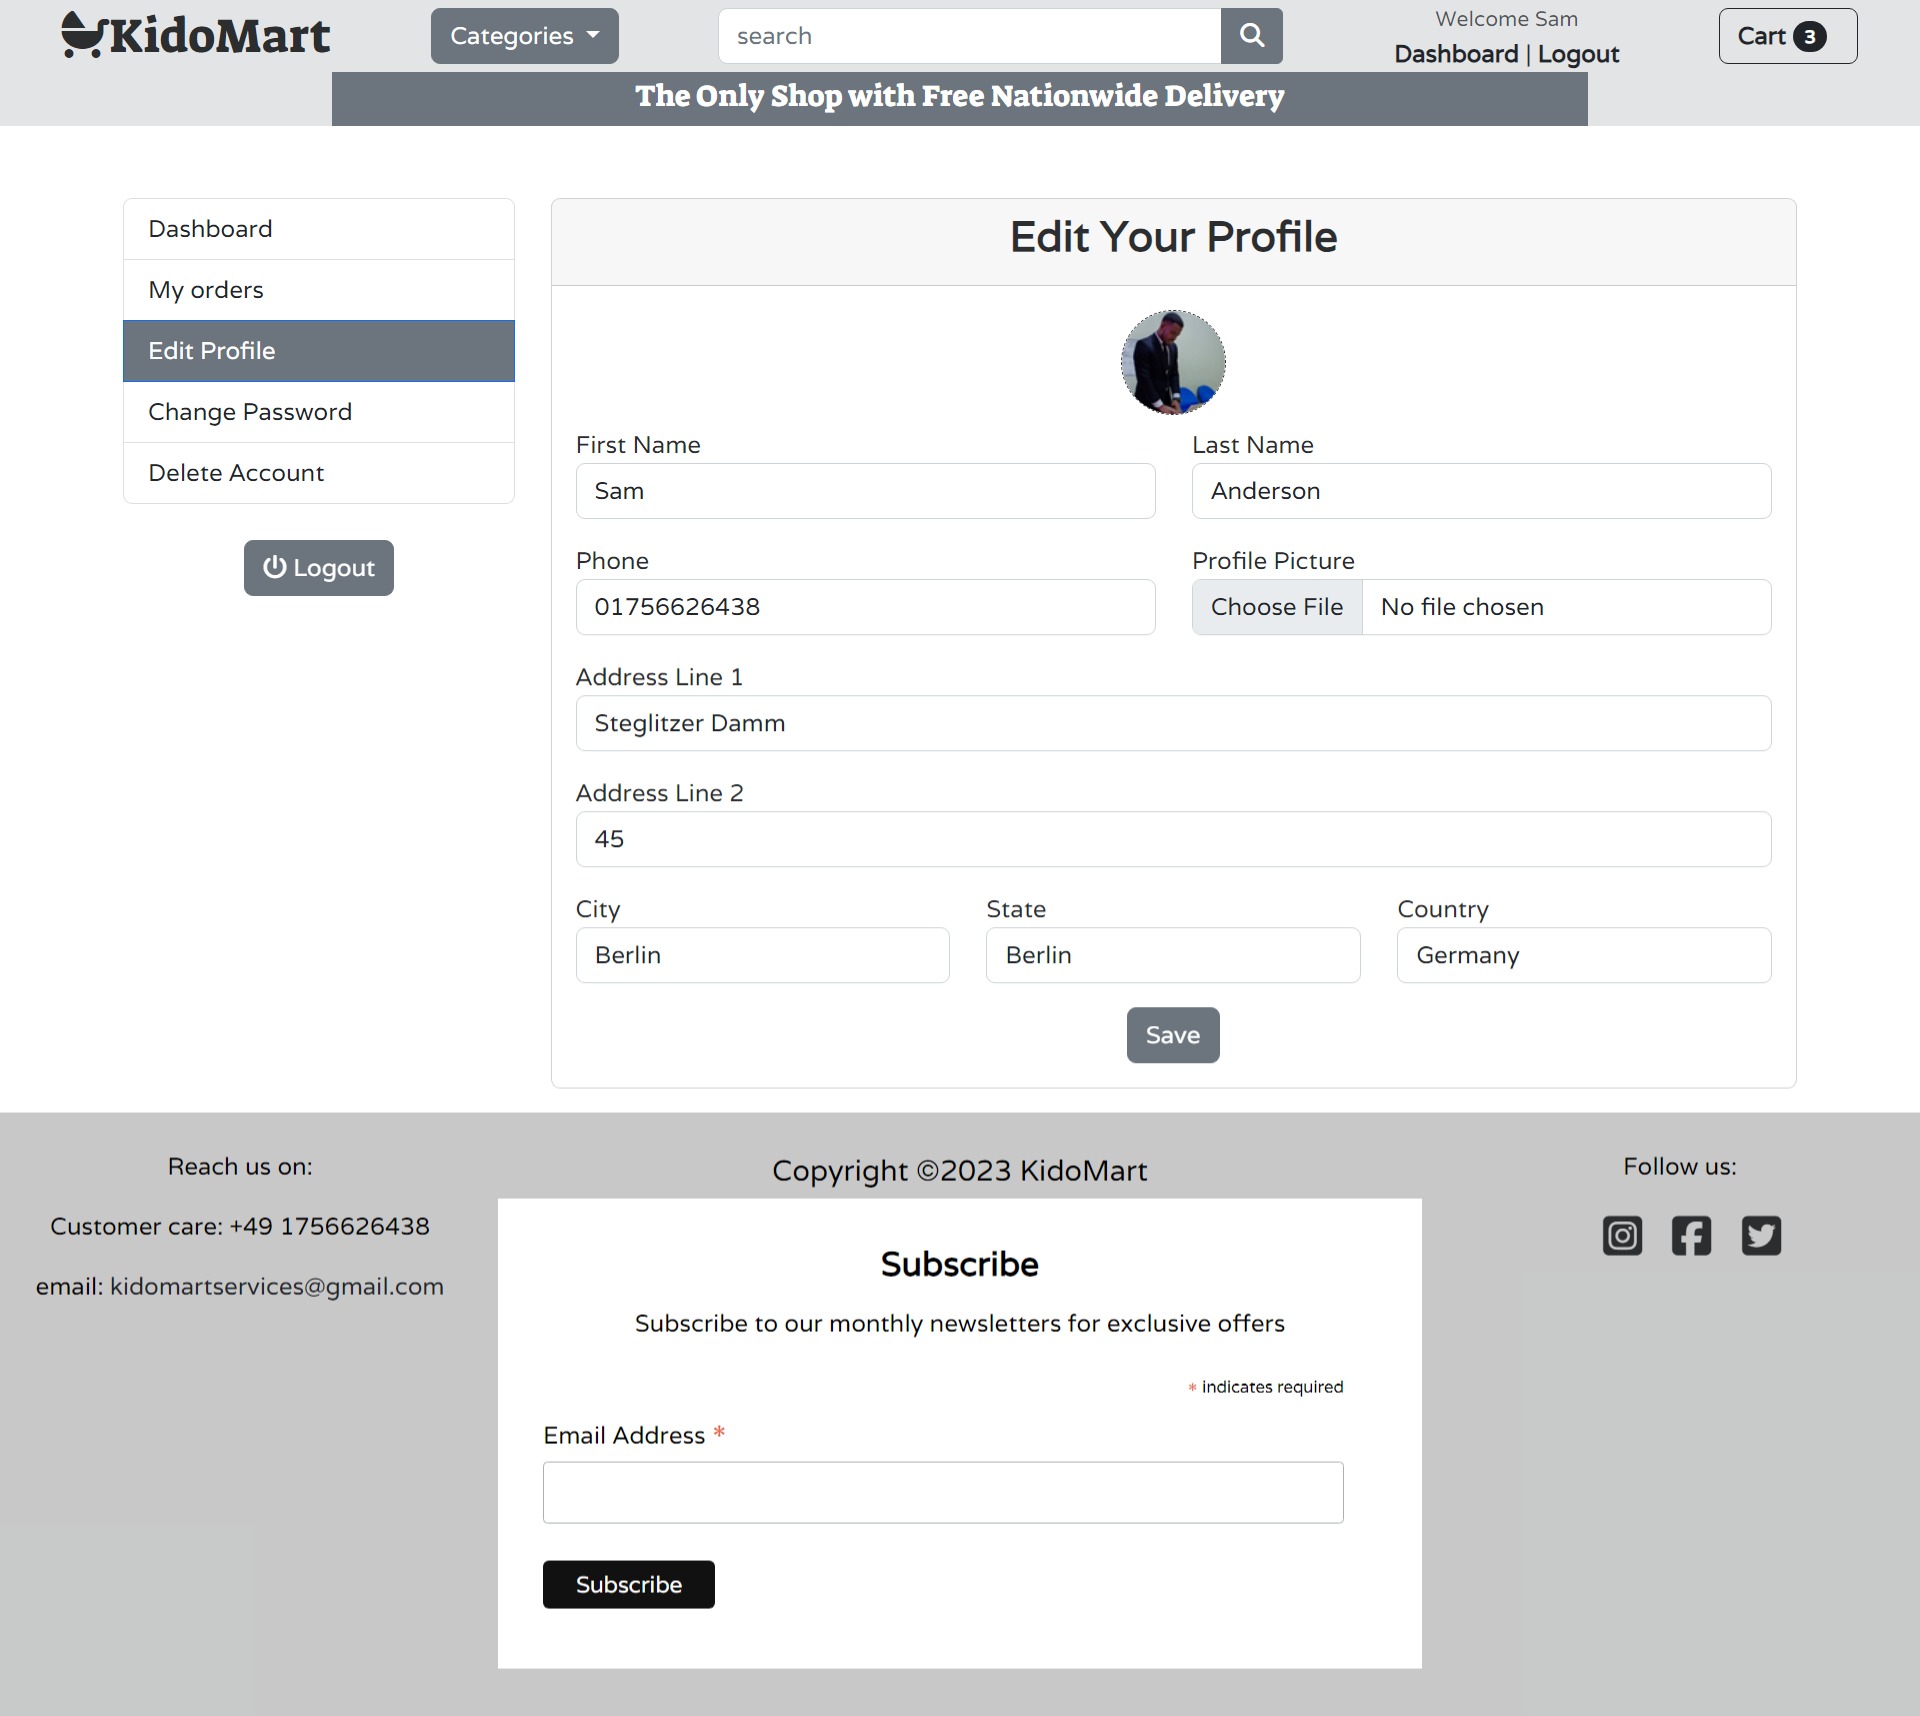 KidoMart
Categories
search
Welcome Sam
Dashboard | Logout
Cart 3
The Only Shop with Free Nationwide Delivery
Dashboard
My orders
Edit Profile
Change Password
Delete Account
Logout
Edit Your Profile
First Name
Last Name
Sam
Anderson
Phone
Profile Picture
01756626438
Choose File No file chosen
Address Line 1
Steglitzer Damm
Address Line 2
45
City
State
Country
Berlin
Berlin
Germany
Save
Reach us on:
Customer care: +49 1756626438
email: kidomartservices@gmail.com
Copyright ©2023 KidoMart
Subscribe
Subscribe to our monthly newsletters for exclusive offers
* indicates required
Email Address *
Subscribe
Follow us: